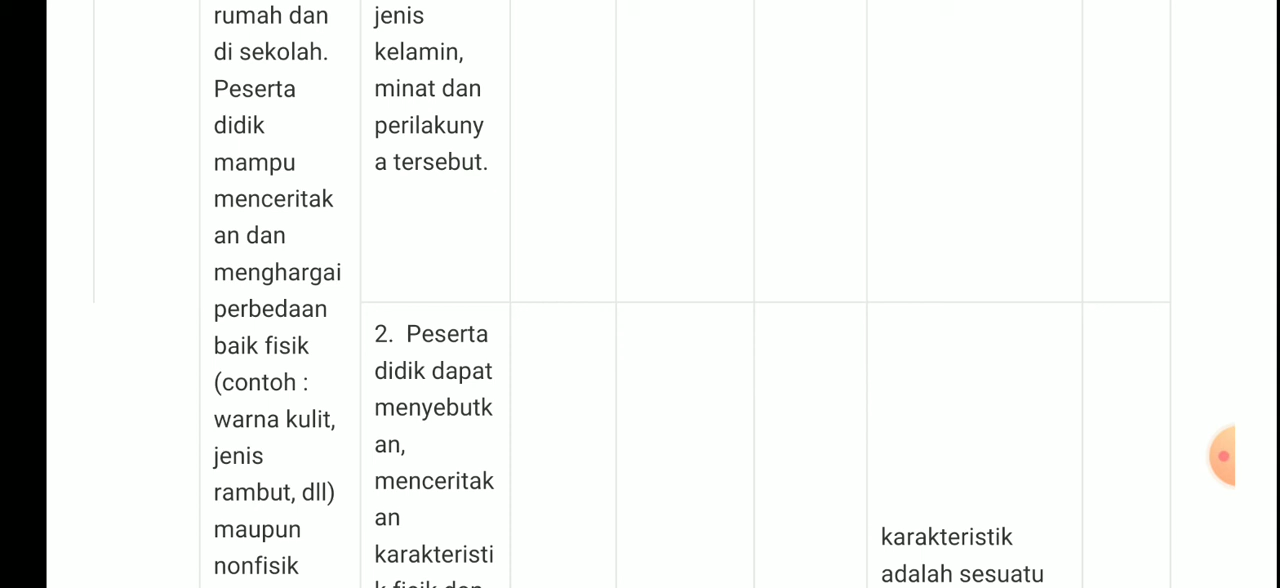 rumah dan
di sekolah.
Peserta
didik
mampu
menceritak
an dan
menghargai
perbedaan
baik fisik
(contoh :
warna kulit,
jenis
rambut, dll)
maupun
nonfisik
jenis
kelamin,
minat dan
perilakuny
a tersebut.
2. Peserta
didik dapat
menyebutk
an,
menceritak
an
karakteristi
k fisik dan
karakteristik
adalah sesuatu